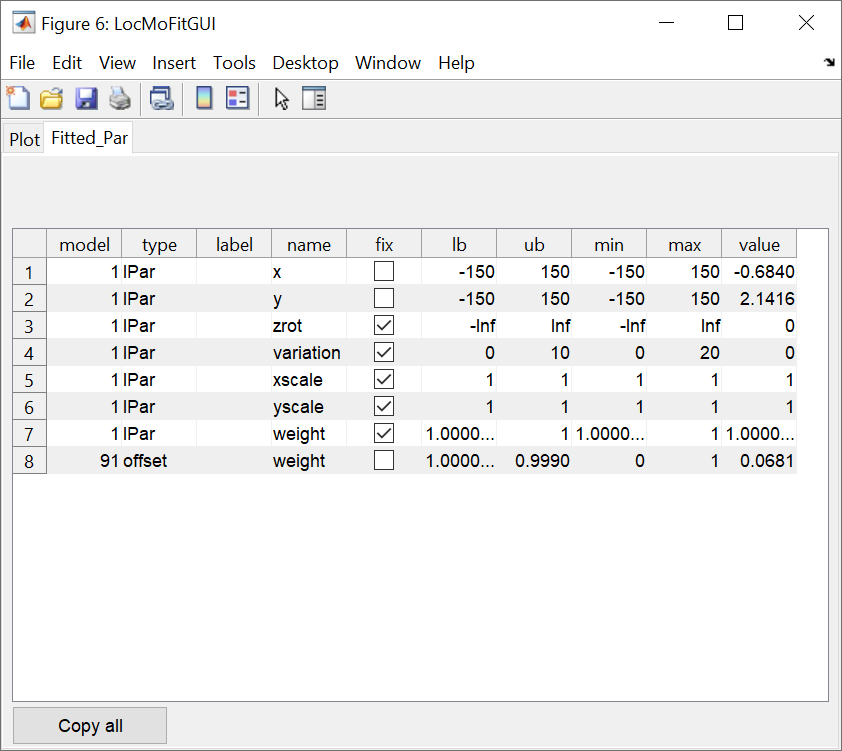 Figure 6: LocMoFitGUI
File Edit View Insert Tools Desktop Window Help
Plot Fitted_Par
model type label name fix lb ub min max value
1 1 lPar x -150 150 -150 150 -0.6840
2 1 lPar y -150 150 -150 150 2.1416
3 1 lPar zrot -Inf Inf -Inf Inf 0
4 1 lPar variation 0 10 0 20 0
5 1 lPar xscale 1 1 1 1 1
6 1 lPar yscale 1 1 1 1 1
7 1 lPar weight 1.0000... 1 1.0000... 1 1.0000...
8 91 offset weight 1.0000... 0.9990 0 1 0.0681
Copy all